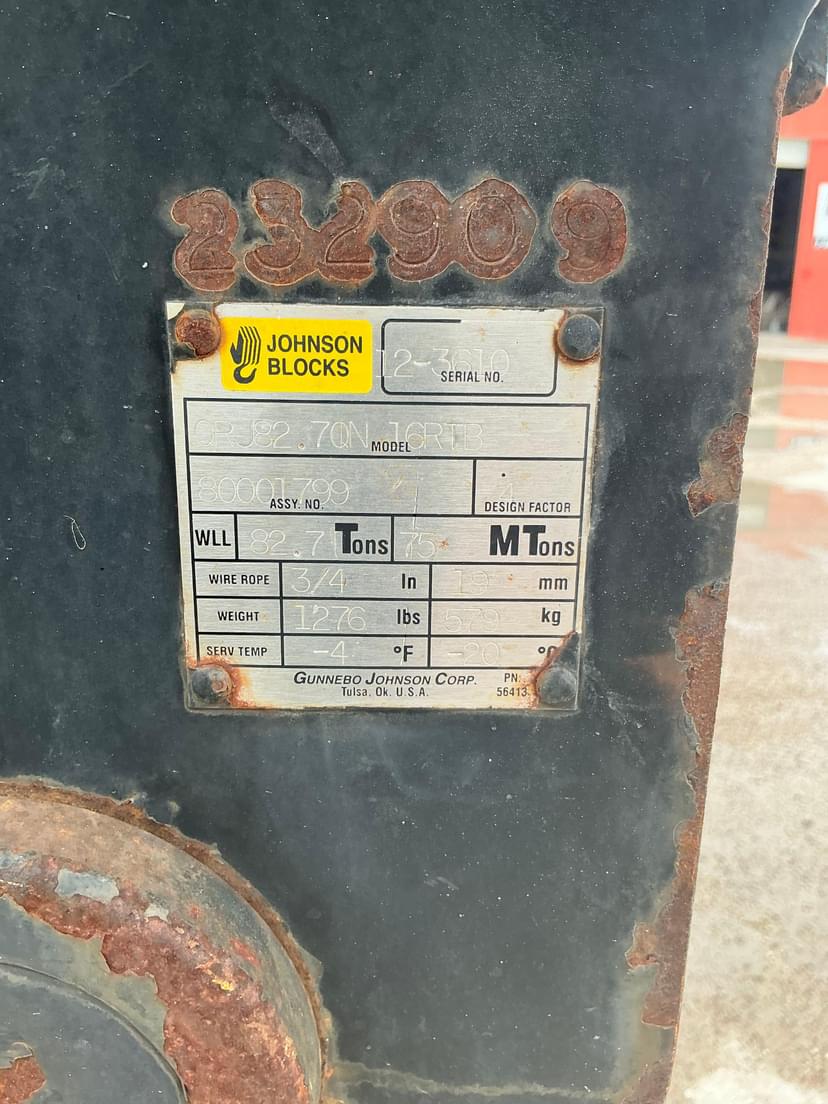 232909
JOHNSON
BLOCKS
12-3610
SERIAL NO.
MODEL
80001799
ASSY. NO.
4
DESIGN FACTOR
WLL 82.7 Tons 75 MTons
WIRE ROPE 3/4 In 19 mm
WEIGHT 1276 lbs 579 kg
SERV TEMP -4 °F -20
GUNNEBO JOHNSON CORP. PN:
Tulsa, Ok. U.S.A. 56413